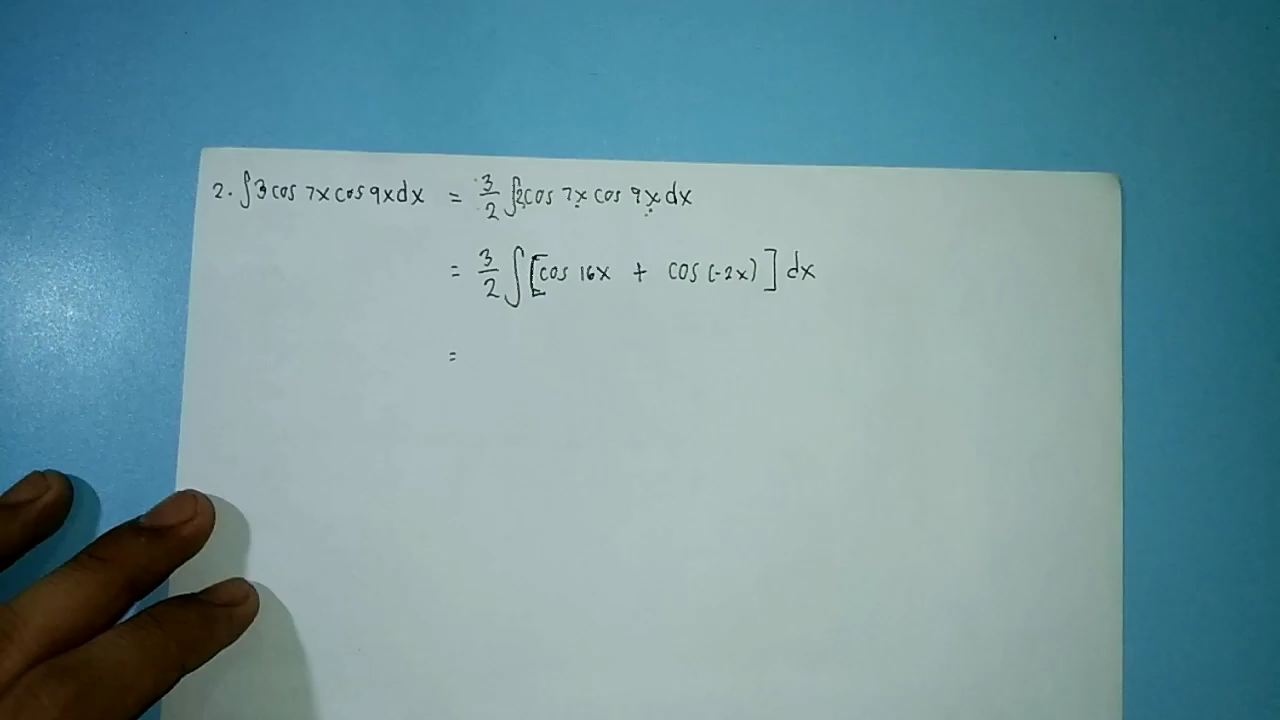 2. ∫3 cos 7x cos 9x dx = 3/2 ∫2cos 7x cos 9x dx
= 3/2 ∫[cos 16x + cos (-2x)] dx
=